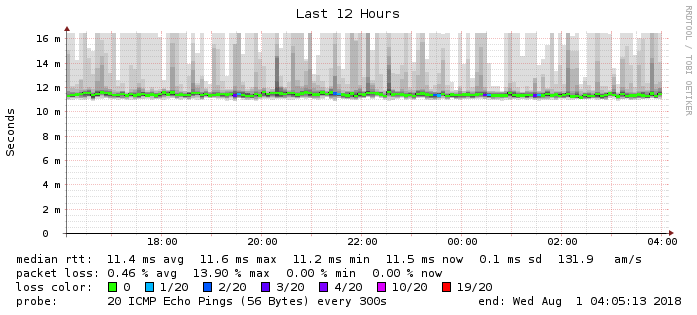 Last 12 Hours
RRDTOOL / TOBI OETIKER
Seconds
16 m
14 m
12 m
10 m
8 m
6 m
4 m
2 m
0
18:00 20:00 22:00 00:00 02:00 04:00
median rtt: 11.4 ms avg 11.6 ms max 11.2 ms min 11.5 ms now 0.1 ms sd 131.9 am/s
packet loss: 0.46 % avg 13.90 % max 0.00 % min 0.00 % now
loss color: 0 1/20 2/20 3/20 4/20 10/20 19/20
probe: 20 ICMP Echo Pings (56 Bytes) every 300s end: Wed Aug 1 04:05:13 2018